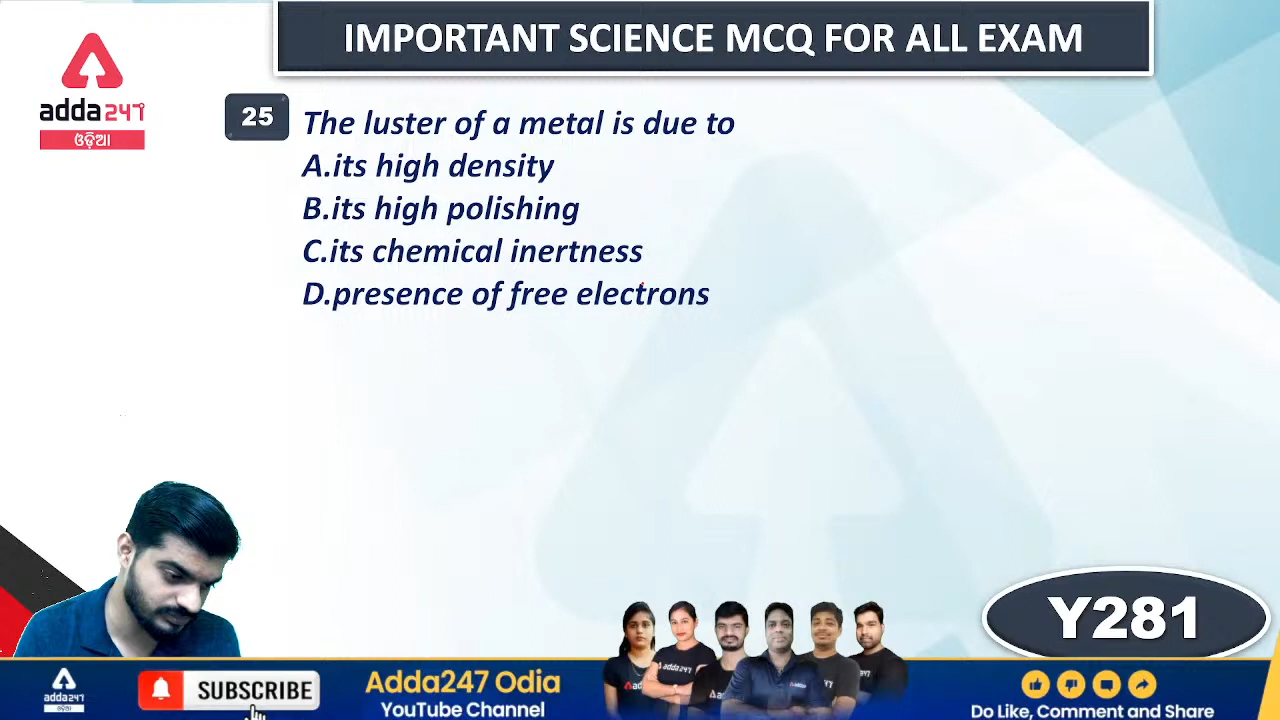 IMPORTANT SCIENCE MCQ FOR ALL EXAM
adda247
ଓଡ଼ିଆ
25
The luster of a metal is due to
A.its high density
B.its high polishing
C.its chemical inertness
D.presence of free electrons
Y281
adda247
ଓଡ଼ିଆ
SUBSCRIBE
Adda247 Odia
YouTube Channel
adda247
Do Like, Comment and Share